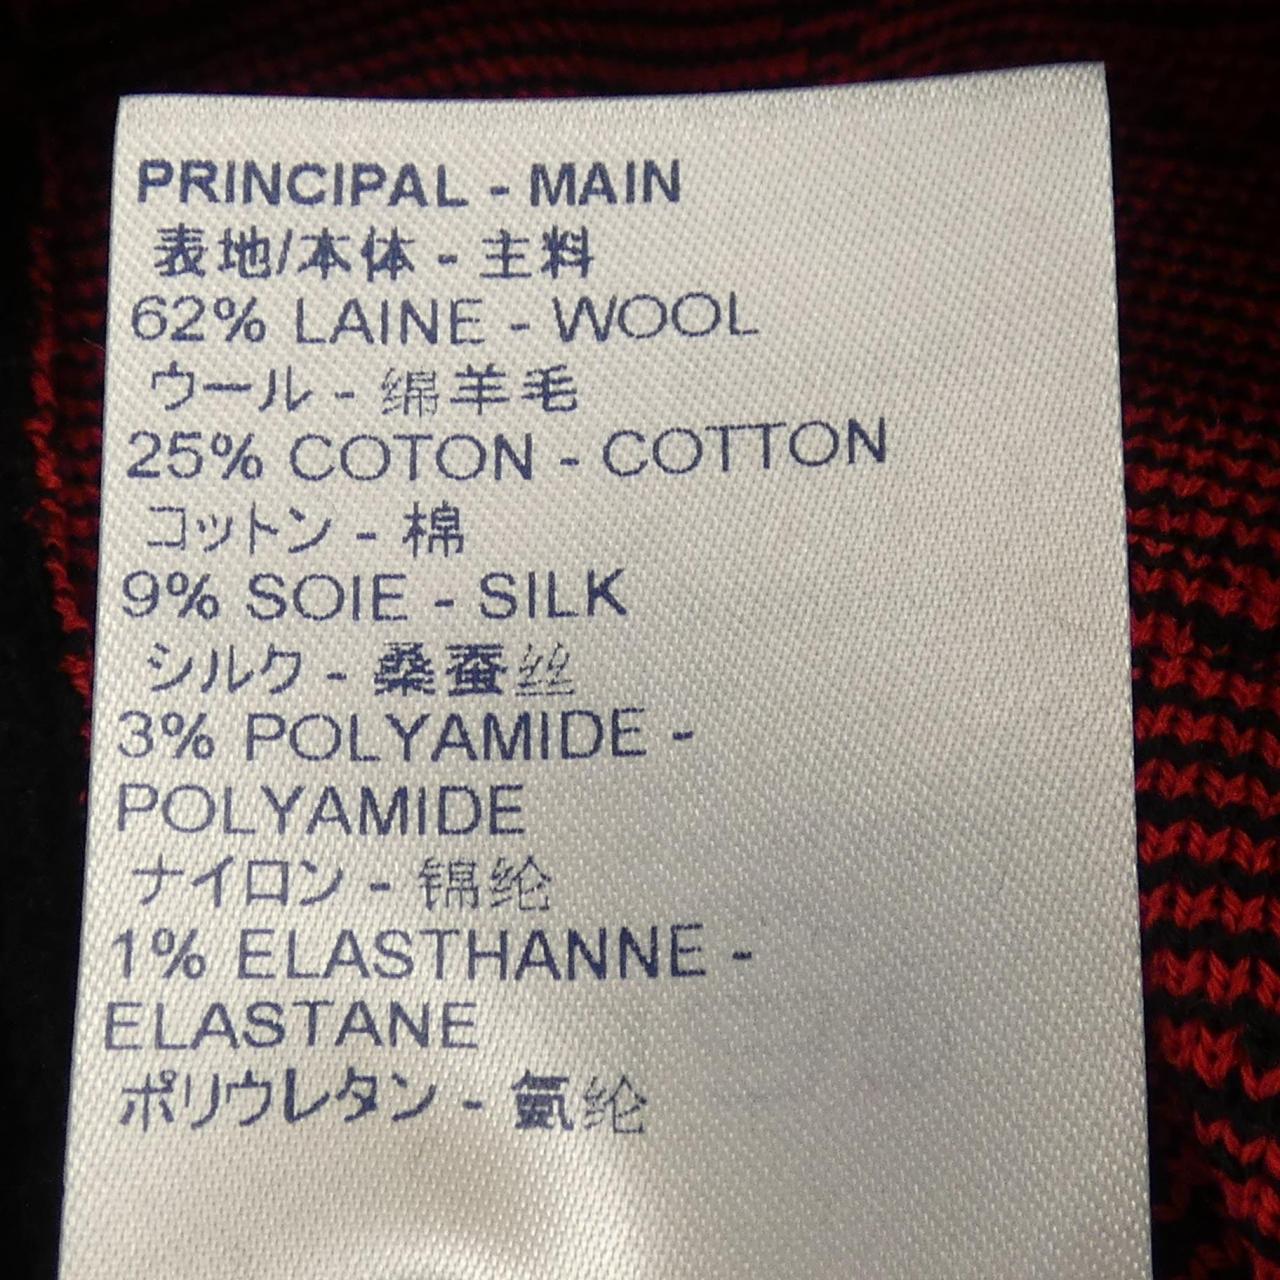 PRINCIPAL - MAIN
表地/本体 - 主料
62% LAINE - WOOL
ウール - 绵羊毛
25% COTON - COTTON
コットン - 棉
9% SOIE - SILK
シルク - 桑蚕丝
3% POLYAMIDE -
POLYAMIDE
ナイロン - 锦纶
1% ELASTHANNE -
ELASTANE
ポリウレタン - 氨纶